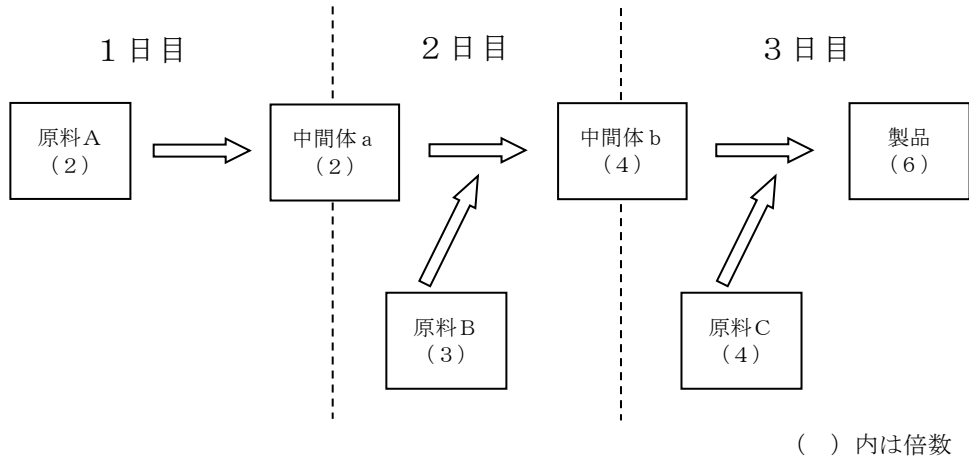 1日目
2日目
3日目
原料A
(2)
中間体a
(2)
中間体b
(4)
製品
(6)
原料B
(3)
原料C
(4)
( )内は倍数